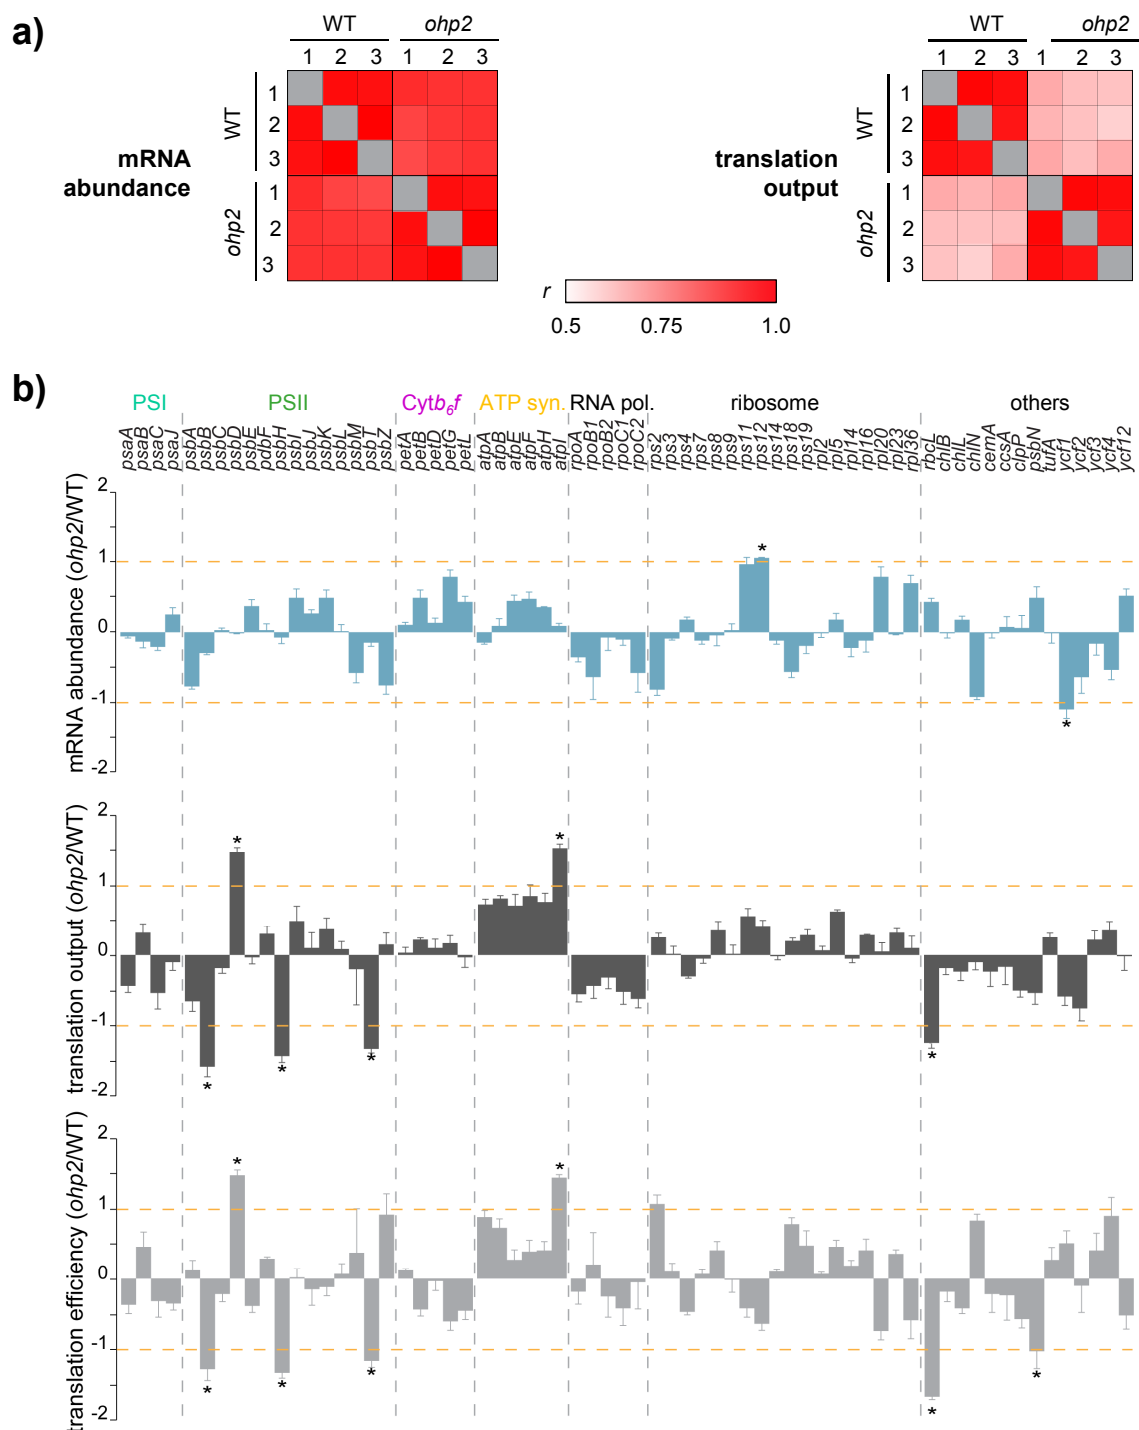 a)
WT ohp2
1 2 3 1 2 3
WT
1
2
3
ohp2
1
2
3
mRNA
abundance
WT ohp2
1 2 3 1 2 3
WT
1
2
3
ohp2
1
2
3
translation
output
r
0.5 0.75 1.0
b)
PSI PSII Cytb6f ATP syn. RNA pol. ribosome others
psaA psaB psaC psaJ psbA psbB psbC psbD psbE pdbF psbH psbI psbJ psbK psbL psbM psbT psbZ petA petB petD petG petL atpA atpB atpE atpF atpH atpI rpoA rpoB1 rpoB2 rpoC1 rpoC2 rps2 rps3 rps4 rps7 rps8 rps9 rps11 rps12 rps14 rps18 rps19 rpl2 rpl5 rpl14 rpl16 rpl20 rpl23 rpl36 rbcL chlB chlL chlN cemA ccsA clpP psbN tufA ycf1 ycf2 ycf3 ycf4 ycf12
mRNA abundance (ohp2/WT)
2
1
0
-1
-2
* *
translation output (ohp2/WT)
2
1
0
-1
-2
* * * * * *
translation efficiency (ohp2/WT)
2
1
0
-1
-2
* * * * * * *